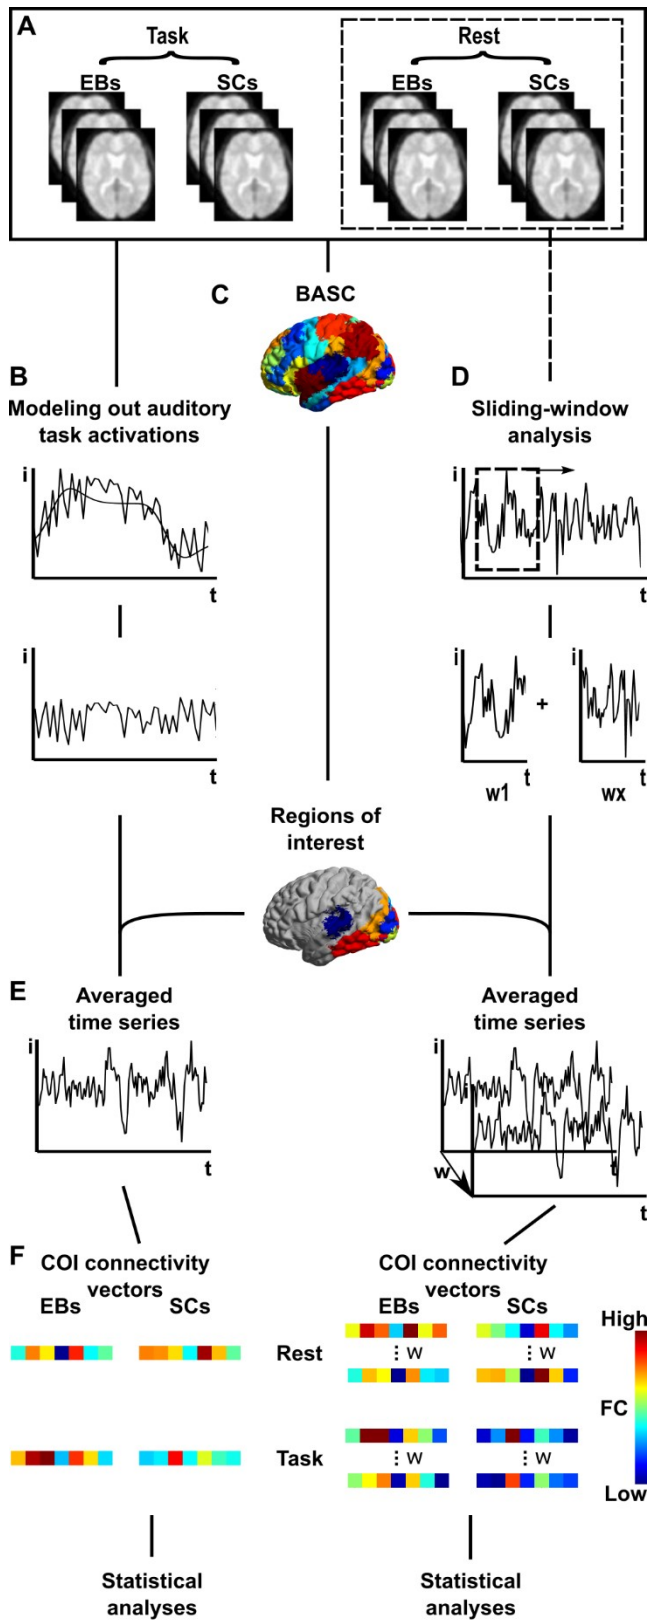 A
Task
Rest
EBs
SCs
EBs
SCs
C
BASC
B
Modeling out auditory
task activations
i
t
i
t
D
Sliding-window
analysis
i
t
i
t
w1
+
i
t
wx
Regions of
interest
E
Averaged
time series
i
t
Averaged
time series
i
t
i
t
w
F
COI connectivity
vectors
EBs
SCs
COI connectivity
vectors
EBs
SCs
Rest
w
w
Task
w
w
High
FC
Low
Statistical
analyses
Statistical
analyses